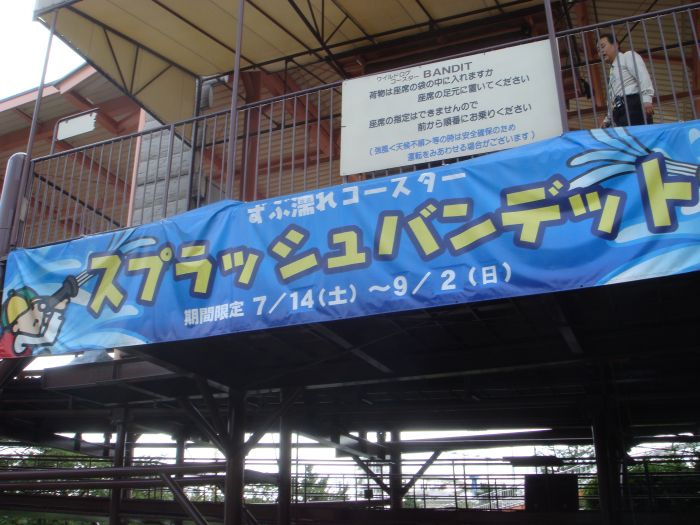 ワイルドログ
コースター BANDIT
荷物は座席の袋の中に入れますか
座席の足元に置いてください
座席の指定はできませんので
前から順番にお乗りください
(強風<天候不順>等の時は安全確保のため
運転をみあわせる場合がございます)
ずぶ濡れコースター
スプラッシュバンデット
期間限定 7/14(土)～9/2(日)